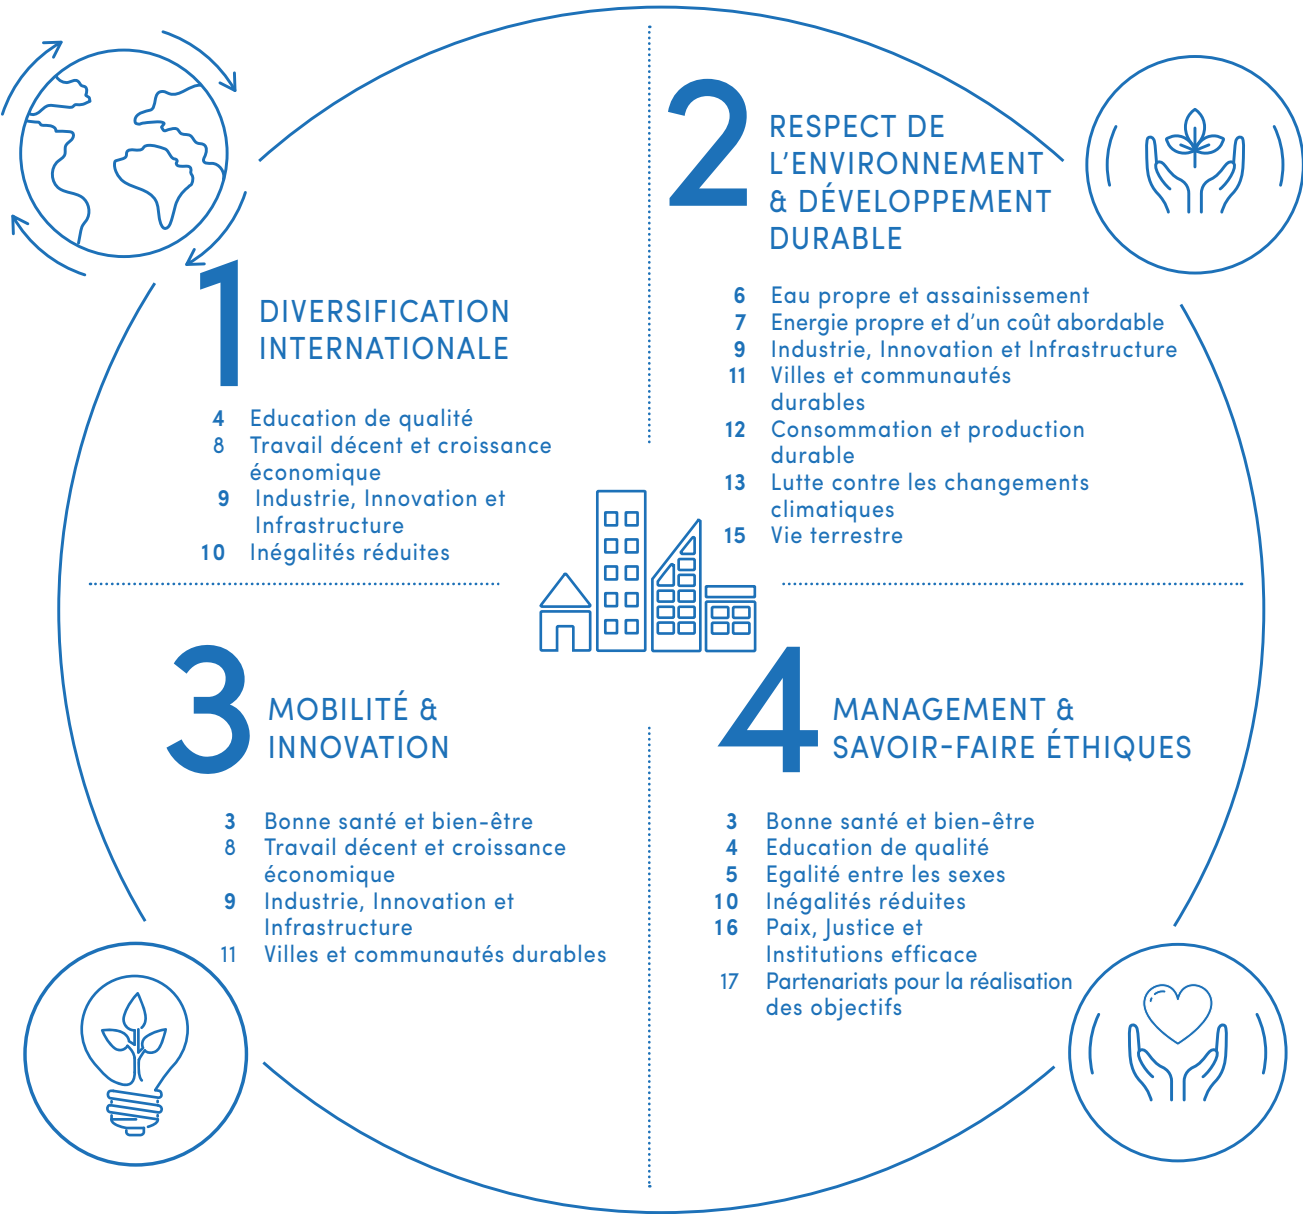 1
DIVERSIFICATION
INTERNATIONALE
4 Education de qualité
8 Travail décent et croissance
économique
9 Industrie, Innovation et
Infrastructure
10 Inégalités réduites
2
RESPECT DE
L'ENVIRONNEMENT
& DÉVELOPPEMENT
DURABLE
6 Eau propre et assainissement
7 Energie propre et d'un coût abordable
9 Industrie, Innovation et Infrastructure
11 Villes et communautés
durables
12 Consommation et production
durable
13 Lutte contre les changements
climatiques
15 Vie terrestre
3
MOBILITÉ &
INNOVATION
3 Bonne santé et bien-être
8 Travail décent et croissance
économique
9 Industrie, Innovation et
Infrastructure
11 Villes et communautés durables
4
MANAGEMENT &
SAVOIR-FAIRE ÉTHIQUES
3 Bonne santé et bien-être
4 Education de qualité
5 Egalité entre les sexes
10 Inégalités réduites
16 Paix, Justice et
Institutions efficace
17 Partenariats pour la réalisation
des objectifs